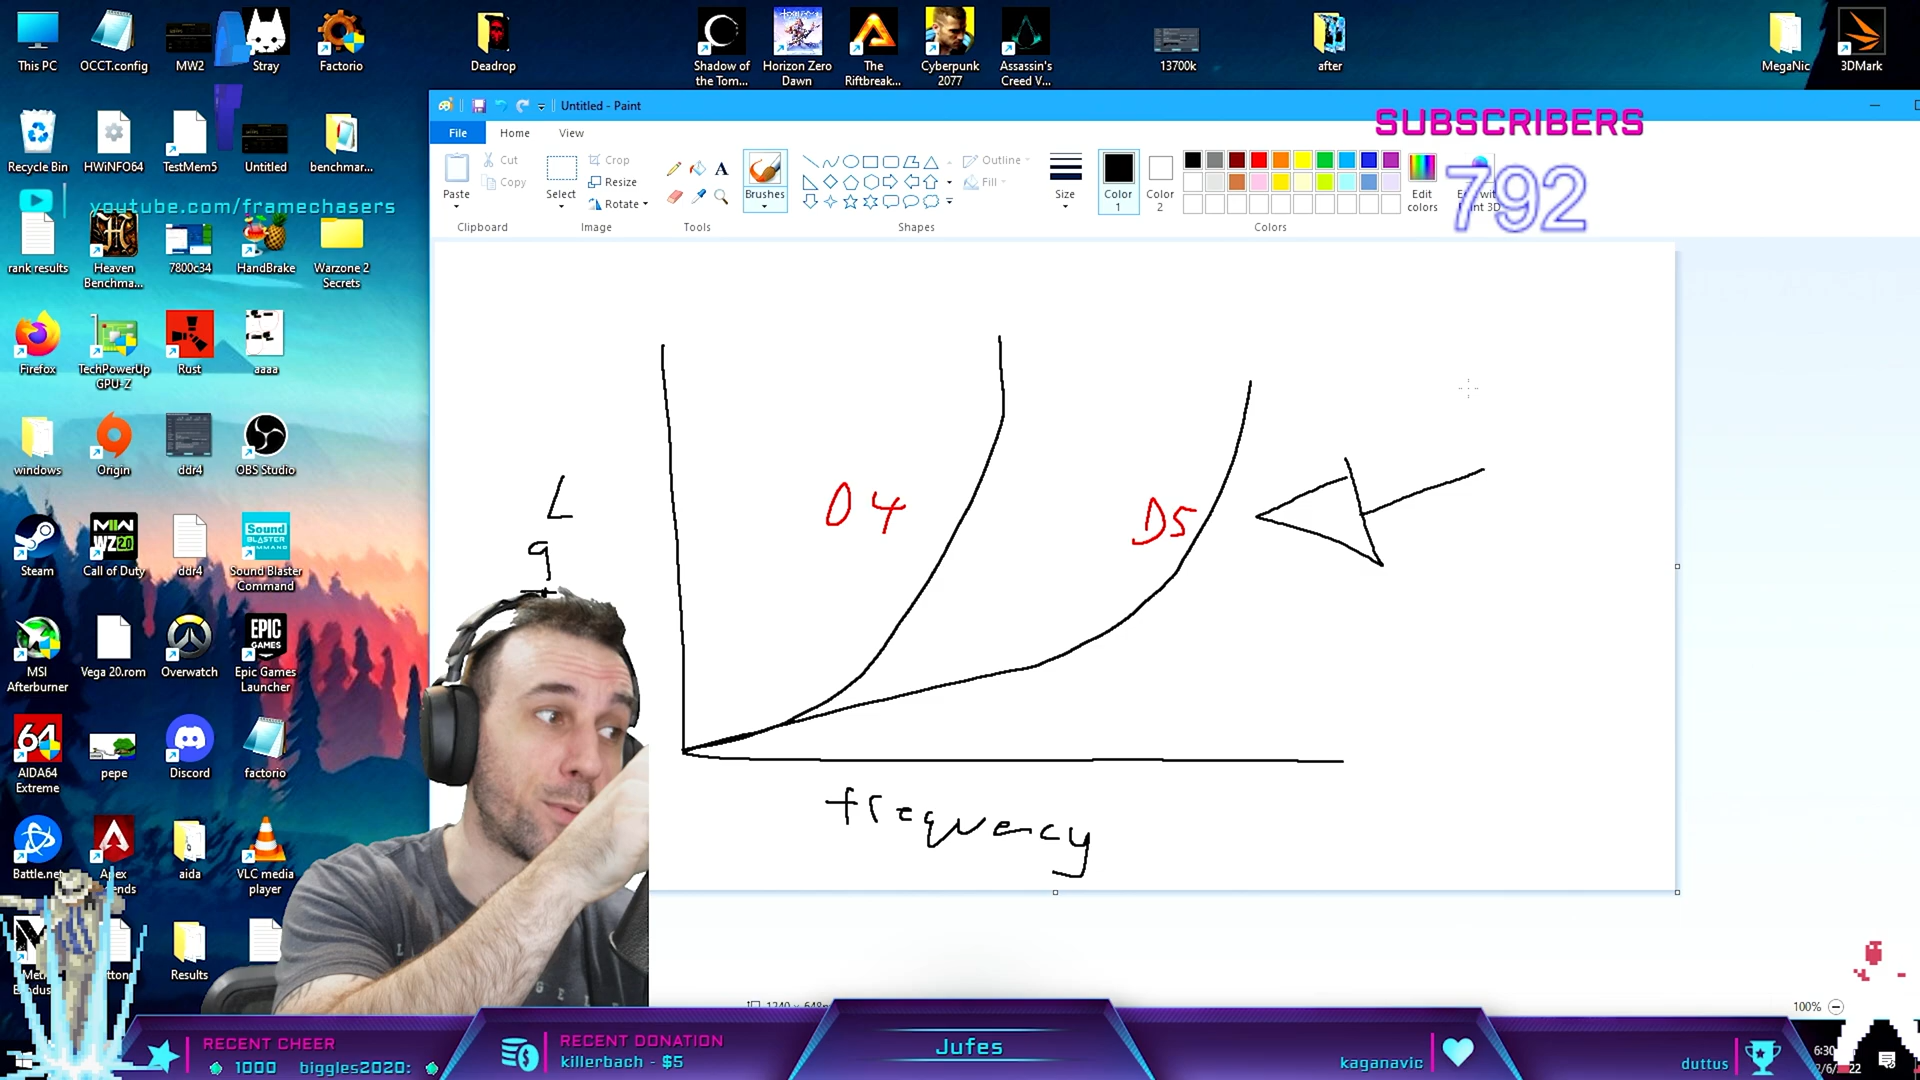 This PC
OCCT.config
MW2
Stray
Factorio
Deadrop
Shadow of
the Tom...
Horizon Zero
Dawn
The
Riftbreak...
Cyberpunk
2077
Assassin's
Creed V...
13700k
after
MegaNic
3DMark
Untitled - Paint
SUBSCRIBERS
792
File
Home
View
Cut
Copy
Paste
Clipboard
Crop
Resize
Rotate
Select
Image
Tools
Brushes
Outline
Fill
Shapes
Size
Color
1
Color
2
Edit
colors
Colors
Recycle Bin
HWiNFO64
TestMem5
Untitled
benchmar...
youtube.com/framechasers
rank results
Heaven
Benchma...
7800c34
HandBrake
Warzone 2
Secrets
Firefox
TechPowerUp
GPU-Z
Rust
aaaa
windows
Origin
ddr4
OBS Studio
Steam
Call of Duty
ddr4
Sound Blaster
Command
MSI
Afterburner
Vega 20.rom
Overwatch
Epic Games
Launcher
AIDA64
Extreme
pepe
Discord
factorio
Battle.net
Apex
aida
VLC media
player
Results
L
a
D4
D5
frequency
100%
RECENT CHEER
1000 biggles2020:
RECENT DONATION
killerbach - $5
Jufes
kaganavic
duttus